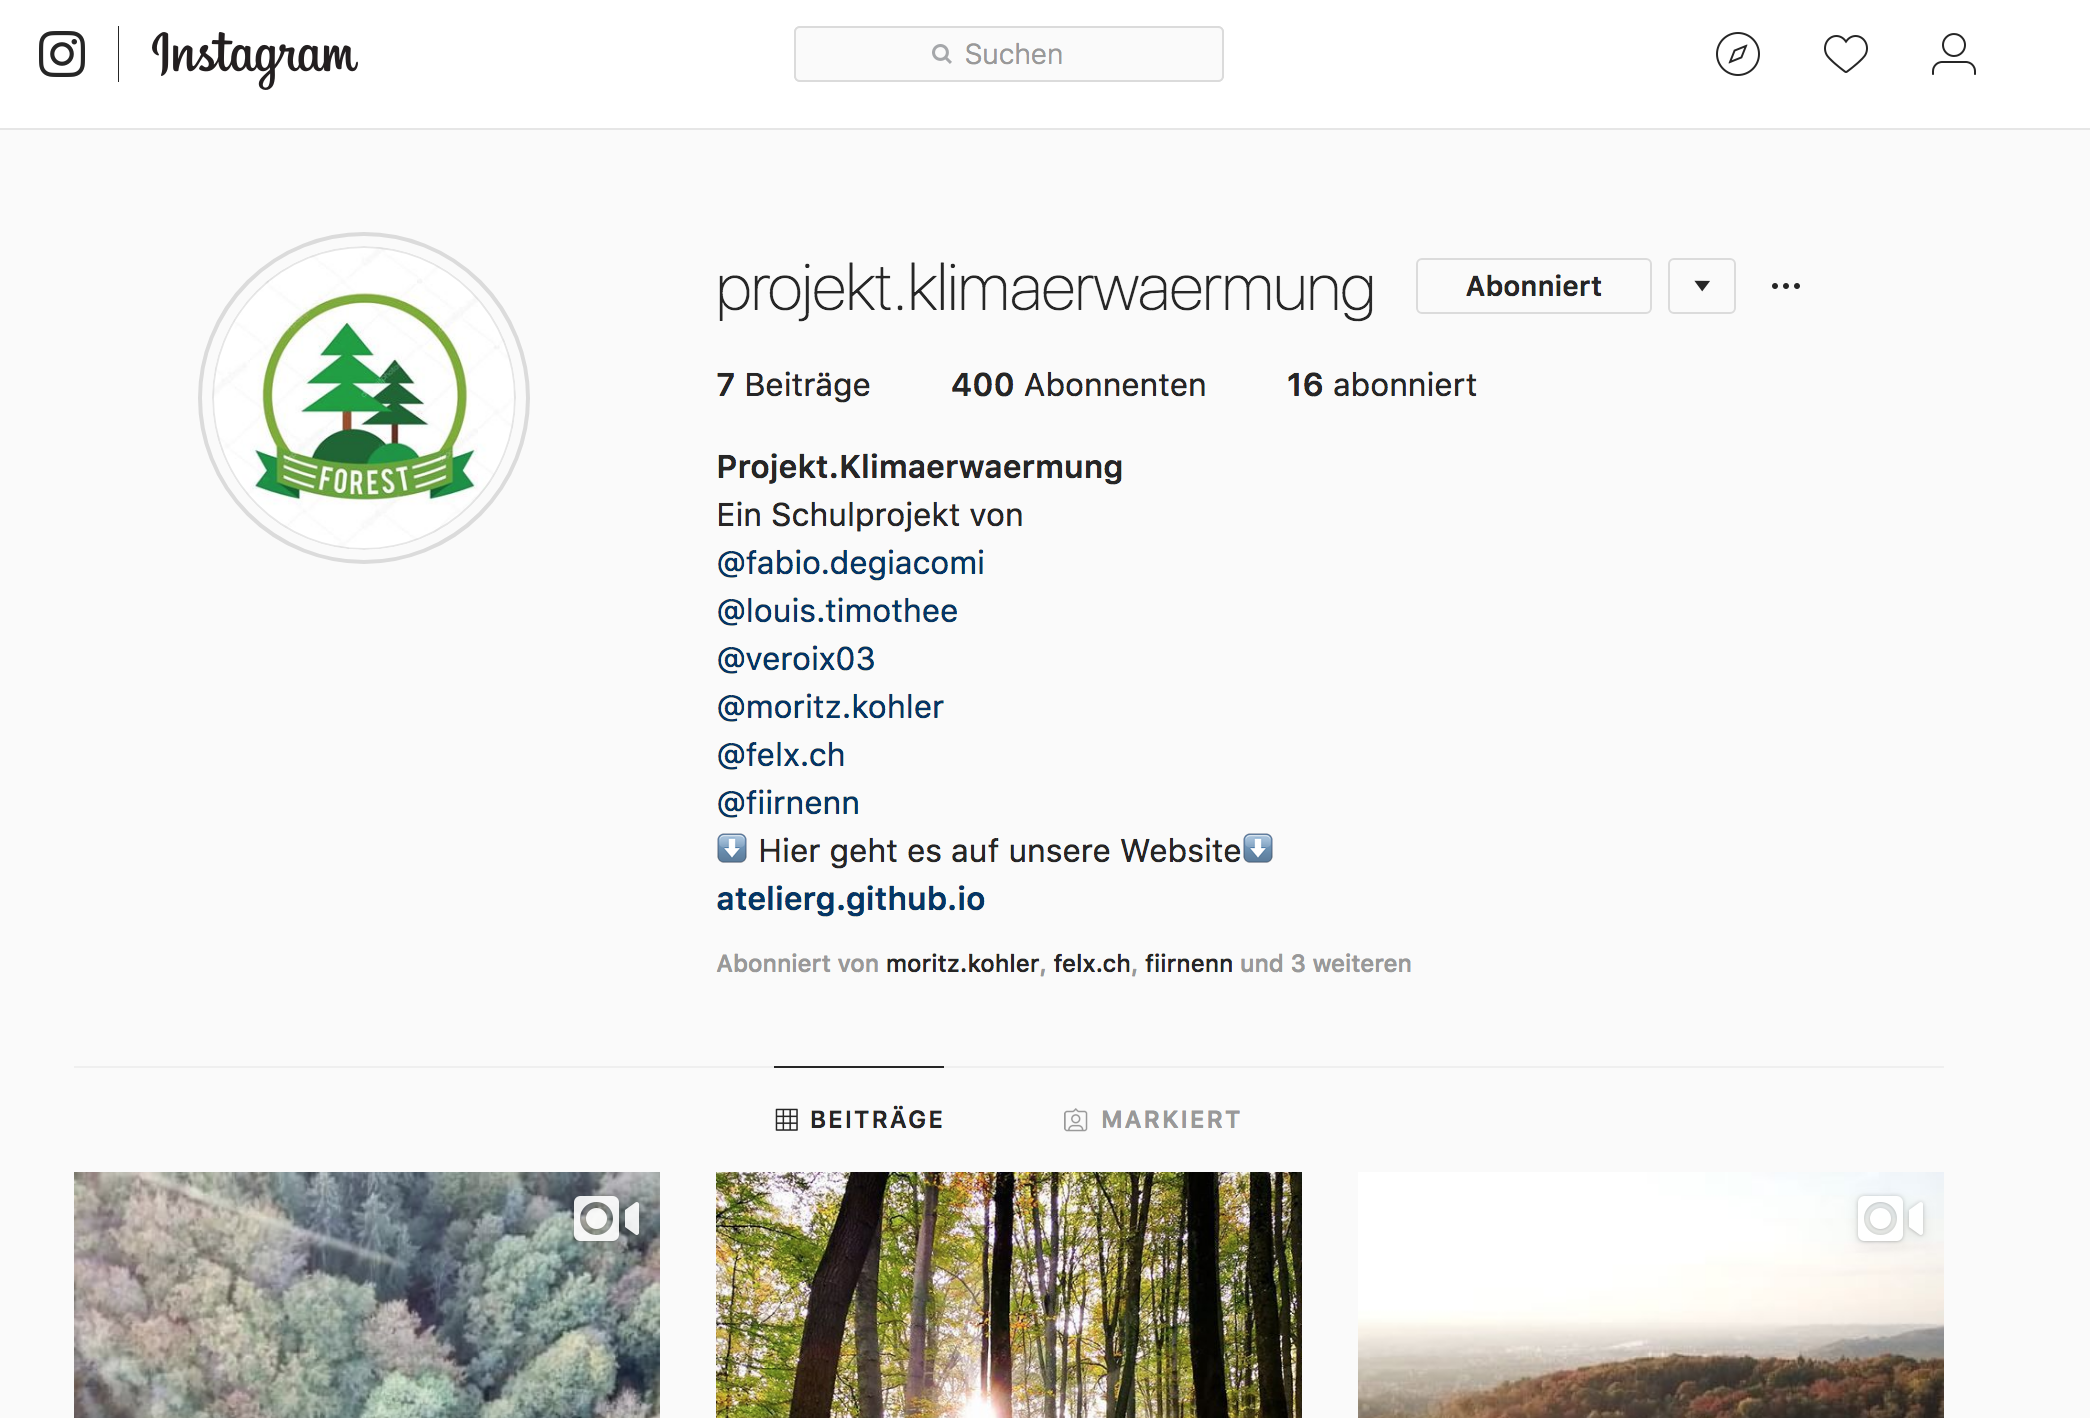 Instagram
Suchen
projekt.klimaerwaermung Abonniert
7 Beiträge 400 Abonnenten 16 abonniert
FOREST
Projekt.Klimaerwaermung
Ein Schulprojekt von
@fabio.degiacomi
@louis.timothee
@veroix03
@moritz.kohler
@felx.ch
@fiirnenn
⬇️ Hier geht es auf unsere Website⬇️
atelierg.github.io
Abonniert von moritz.kohler, felx.ch, fiirnenn und 3 weiteren
BEITRÄGE MARKIERT